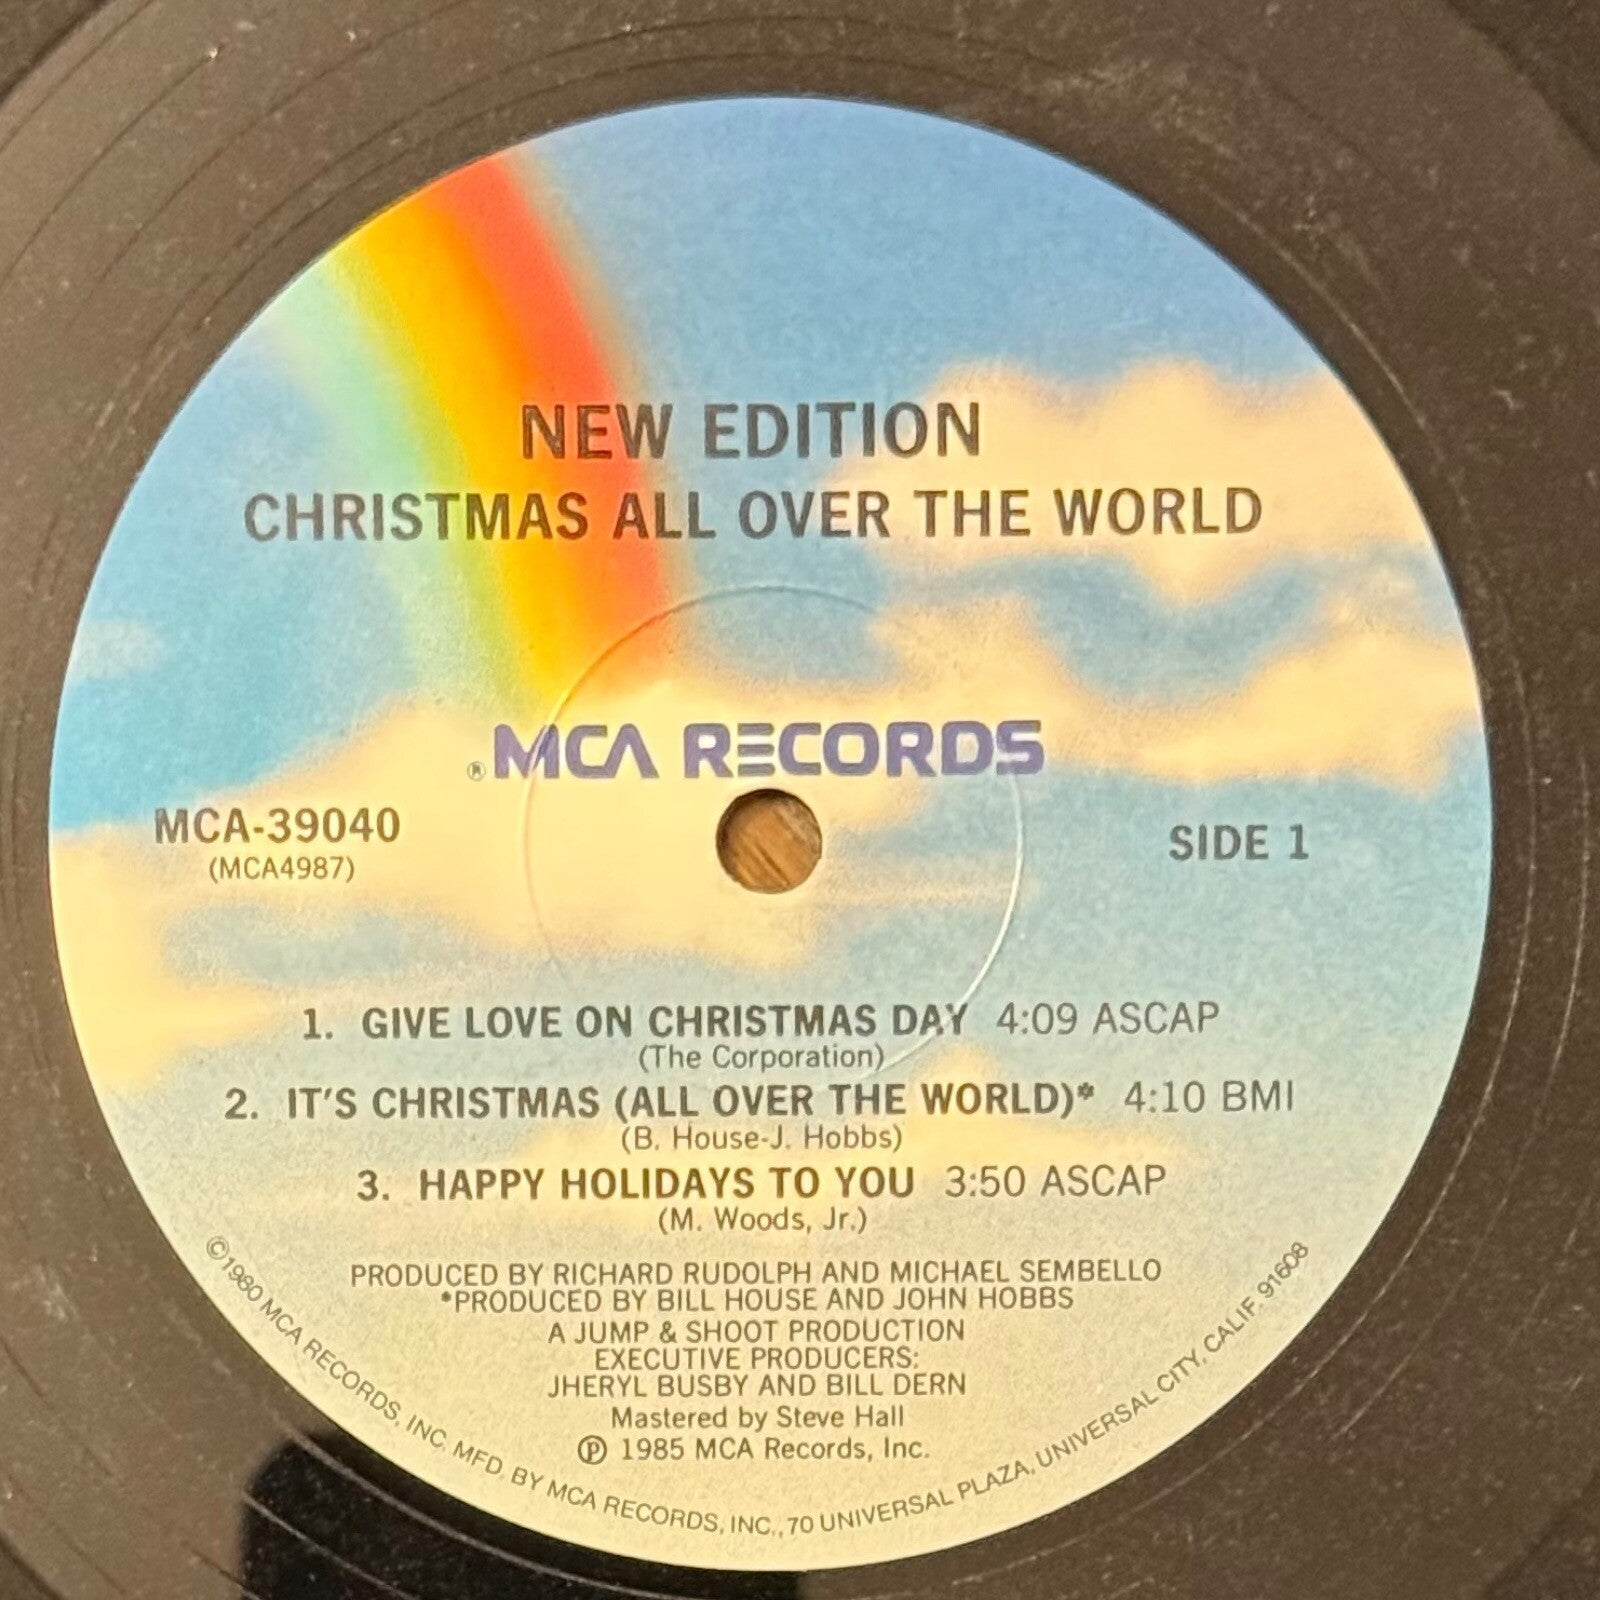 NEW EDITION
CHRISTMAS ALL OVER THE WORLD
®MCA RECORDS
MCA-39040
(MCA4987)
SIDE 1
1. GIVE LOVE ON CHRISTMAS DAY 4:09 ASCAP
(The Corporation)
2. IT'S CHRISTMAS (ALL OVER THE WORLD)* 4:10 BMI
(B. House-J. Hobbs)
3. HAPPY HOLIDAYS TO YOU 3:50 ASCAP
(M. Woods, Jr.)
PRODUCED BY RICHARD RUDOLPH AND MICHAEL SEMBELLO
*PRODUCED BY BILL HOUSE AND JOHN HOBBS
A JUMP & SHOOT PRODUCTION
EXECUTIVE PRODUCERS:
JHERYL BUSBY AND BILL DERN
Mastered by Steve Hall
℗ 1985 MCA Records, Inc.
©1980 MCA RECORDS, INC. MFD. BY MCA RECORDS, INC., 70 UNIVERSAL PLAZA, UNIVERSAL CITY, CALIF. 91608